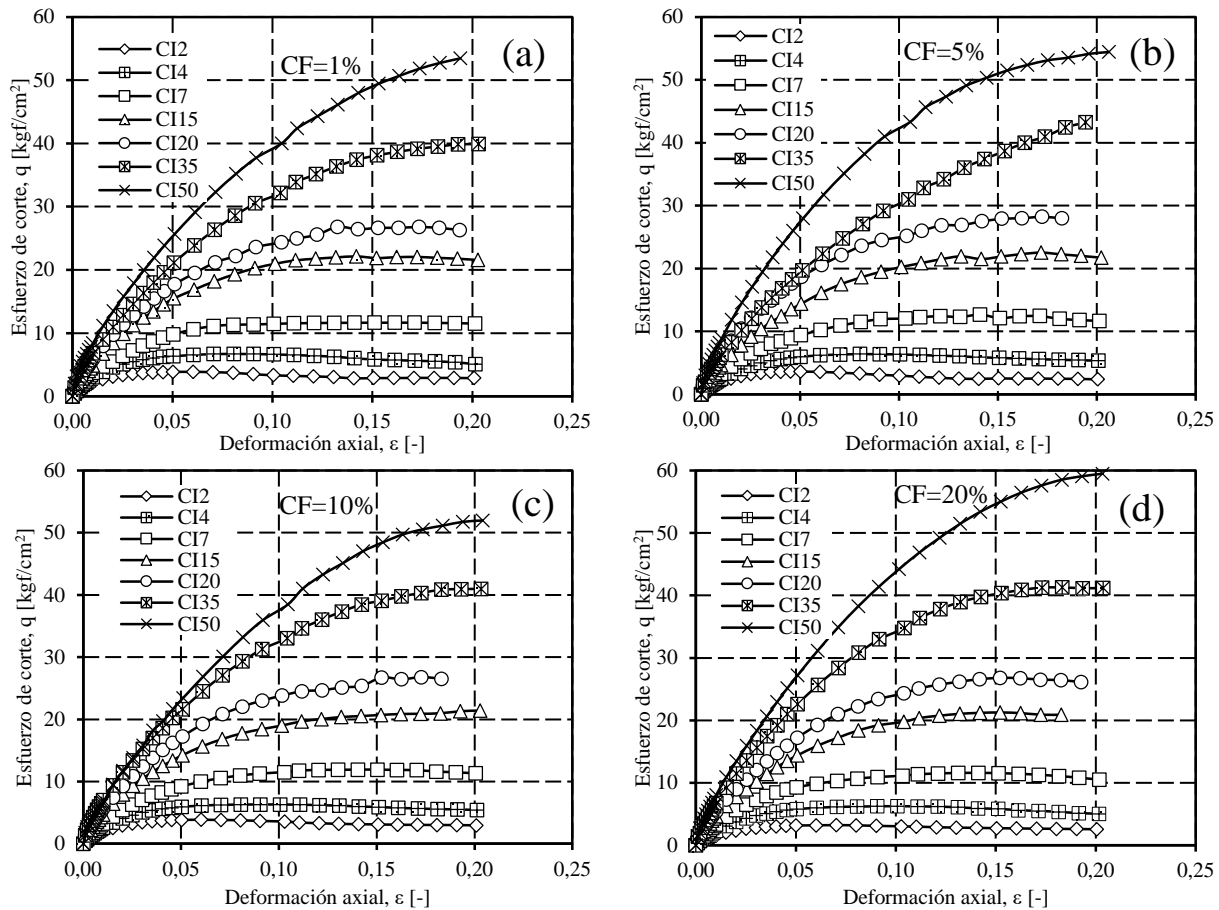 60
50
40
30
20
10
0
Esfuerzo de corte, q [kgf/cm²]
CI2
CI4
CI7
CI15
CI20
CI35
CI50
CF=1%
(a)
0,00 0,05 0,10 0,15 0,20 0,25
Deformación axial, ε [-]
60
50
40
30
20
10
0
Esfuerzo de corte, q [kgf/cm²]
CI2
CI4
CI7
CI15
CI20
CI35
CI50
CF=5%
(b)
0,00 0,05 0,10 0,15 0,20 0,25
Deformación axial, ε [-]
60
50
40
30
20
10
0
Esfuerzo de corte, q [kgf/cm²]
CI2
CI4
CI7
CI15
CI20
CI35
CI50
CF=10%
(c)
0,00 0,05 0,10 0,15 0,20 0,25
Deformación axial, ε [-]
60
50
40
30
20
10
0
Esfuerzo de corte, q [kgf/cm²]
CI2
CI4
CI7
CI15
CI20
CI35
CI50
CF=20%
(d)
0,00 0,05 0,10 0,15 0,20 0,25
Deformación axial, ε [-]